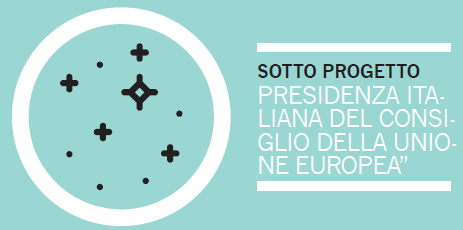 SOTTO PROGETTO
PRESIDENZA ITA-
LIANA DEL CONSI-
GLIO DELLA UNIO-
NE EUROPEA”